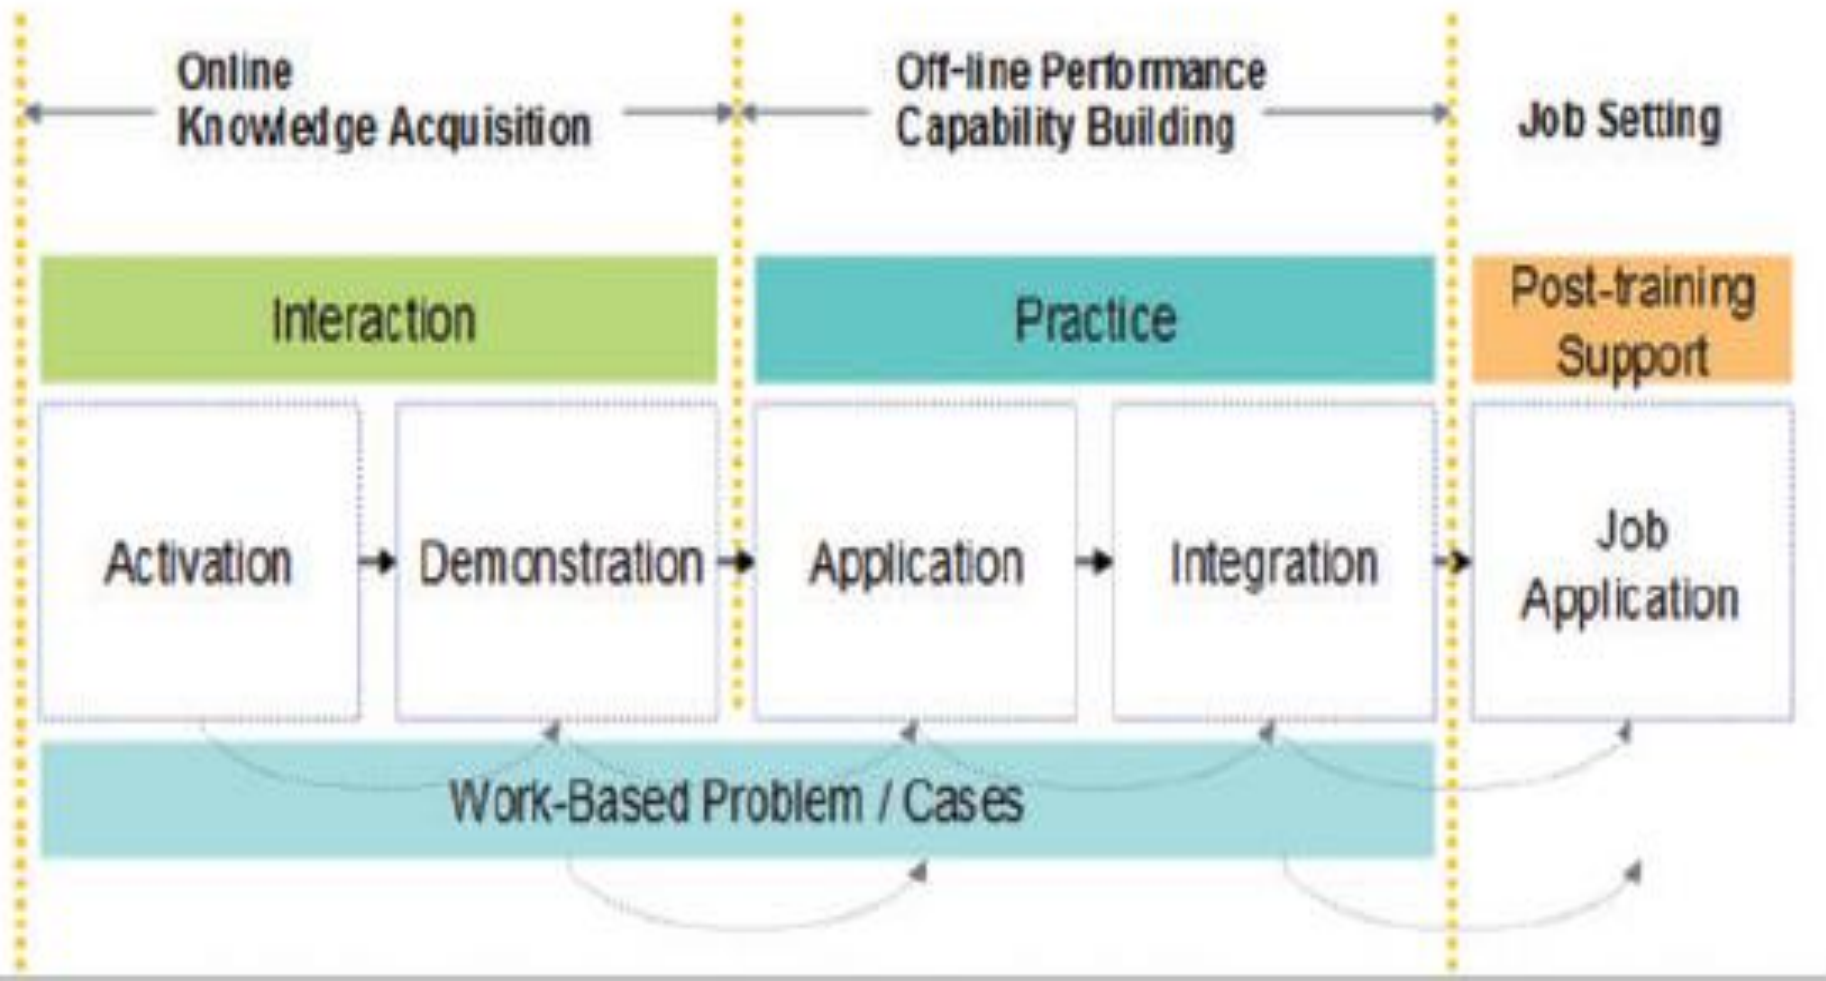 Online
Knowledge Acquisition
Off-line Performance
Capability Building
Job Setting
Interaction
Practice
Post-training
Support
Activation
Demonstration
Application
Integration
Job
Application
Work-Based Problem / Cases